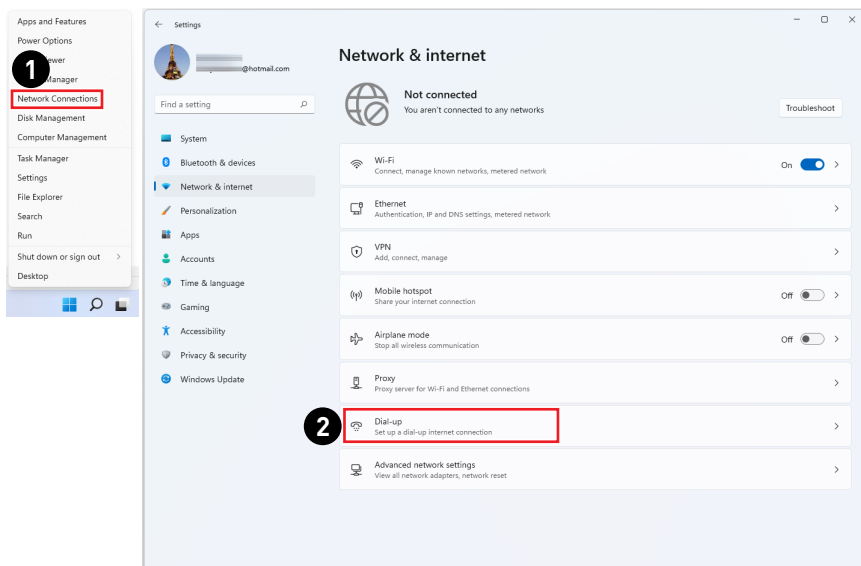 Apps and Features
Power Options
ewer
1
Manager
Network Connections
Disk Management
Computer Management
Task Manager
Settings
File Explorer
Search
Run
Shut down or sign out
Desktop
Settings
@hotmail.com
Find a setting
System
Bluetooth & devices
Network & internet
Personalization
Apps
Accounts
Time & language
Gaming
Accessibility
Privacy & security
Windows Update
Network & internet
Not connected
You aren't connected to any networks
Troubleshoot
Wi-Fi
Connect, manage known networks, metered network
On
Ethernet
Authentication, IP and DNS settings, metered network
VPN
Add, connect, manage
Mobile hotspot
Share your internet connection
Off
Airplane mode
Stop all wireless communication
Off
Proxy
Proxy server for Wi-Fi and Ethernet connections
2
Dial-up
Set up a dial-up internet connection
Advanced network settings
View all network adapters, network reset